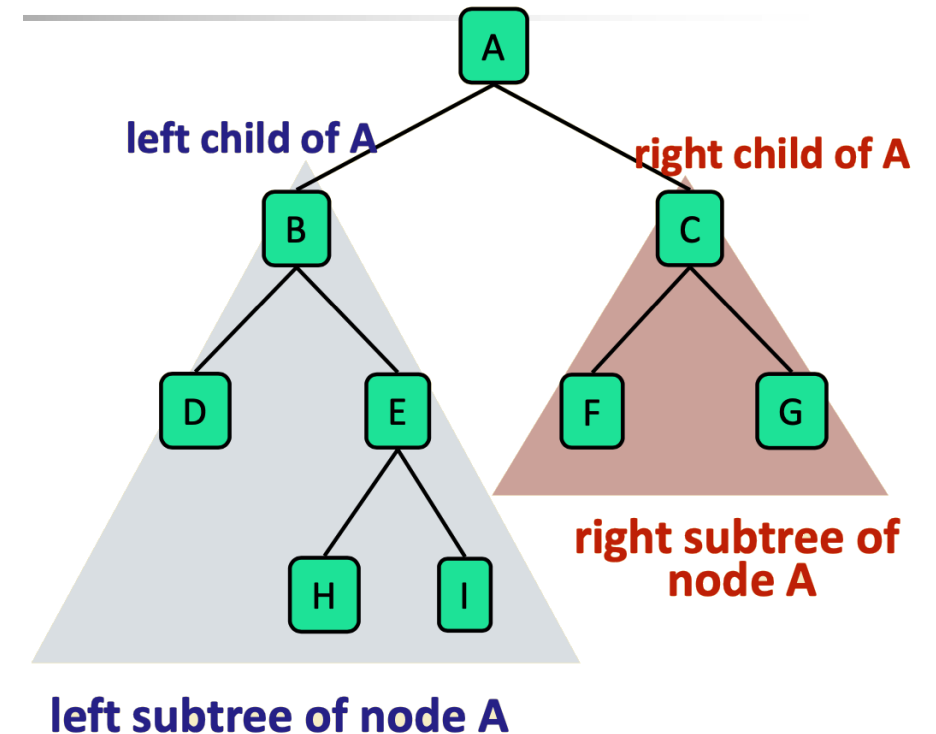 A
left child of A
right child of A
B
C
D
E
F
G
right subtree of
node A
H
I
left subtree of node A